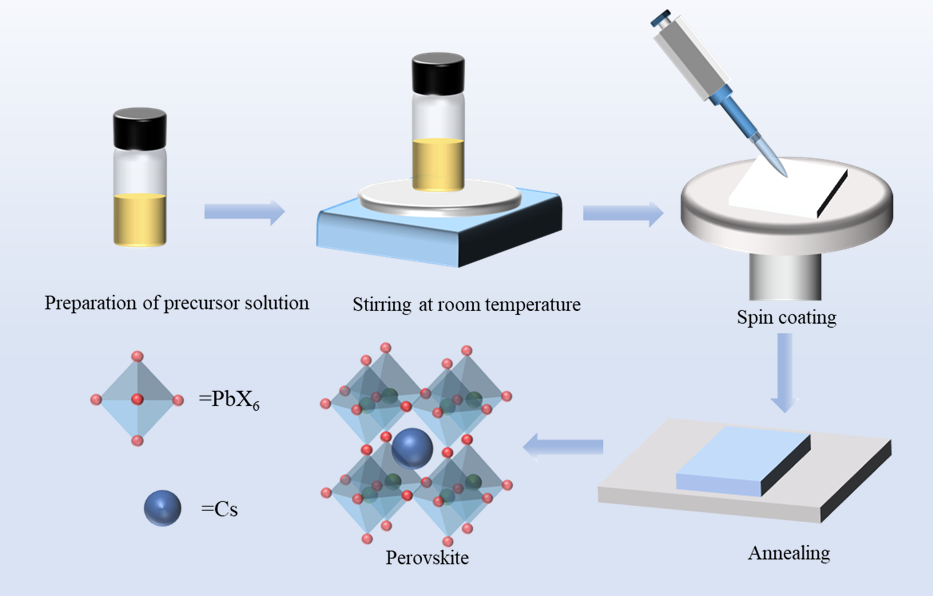 Preparation of precursor solution
Stirring at room temperature
Spin coating
=PbX₆
=Cs
Perovskite
Annealing